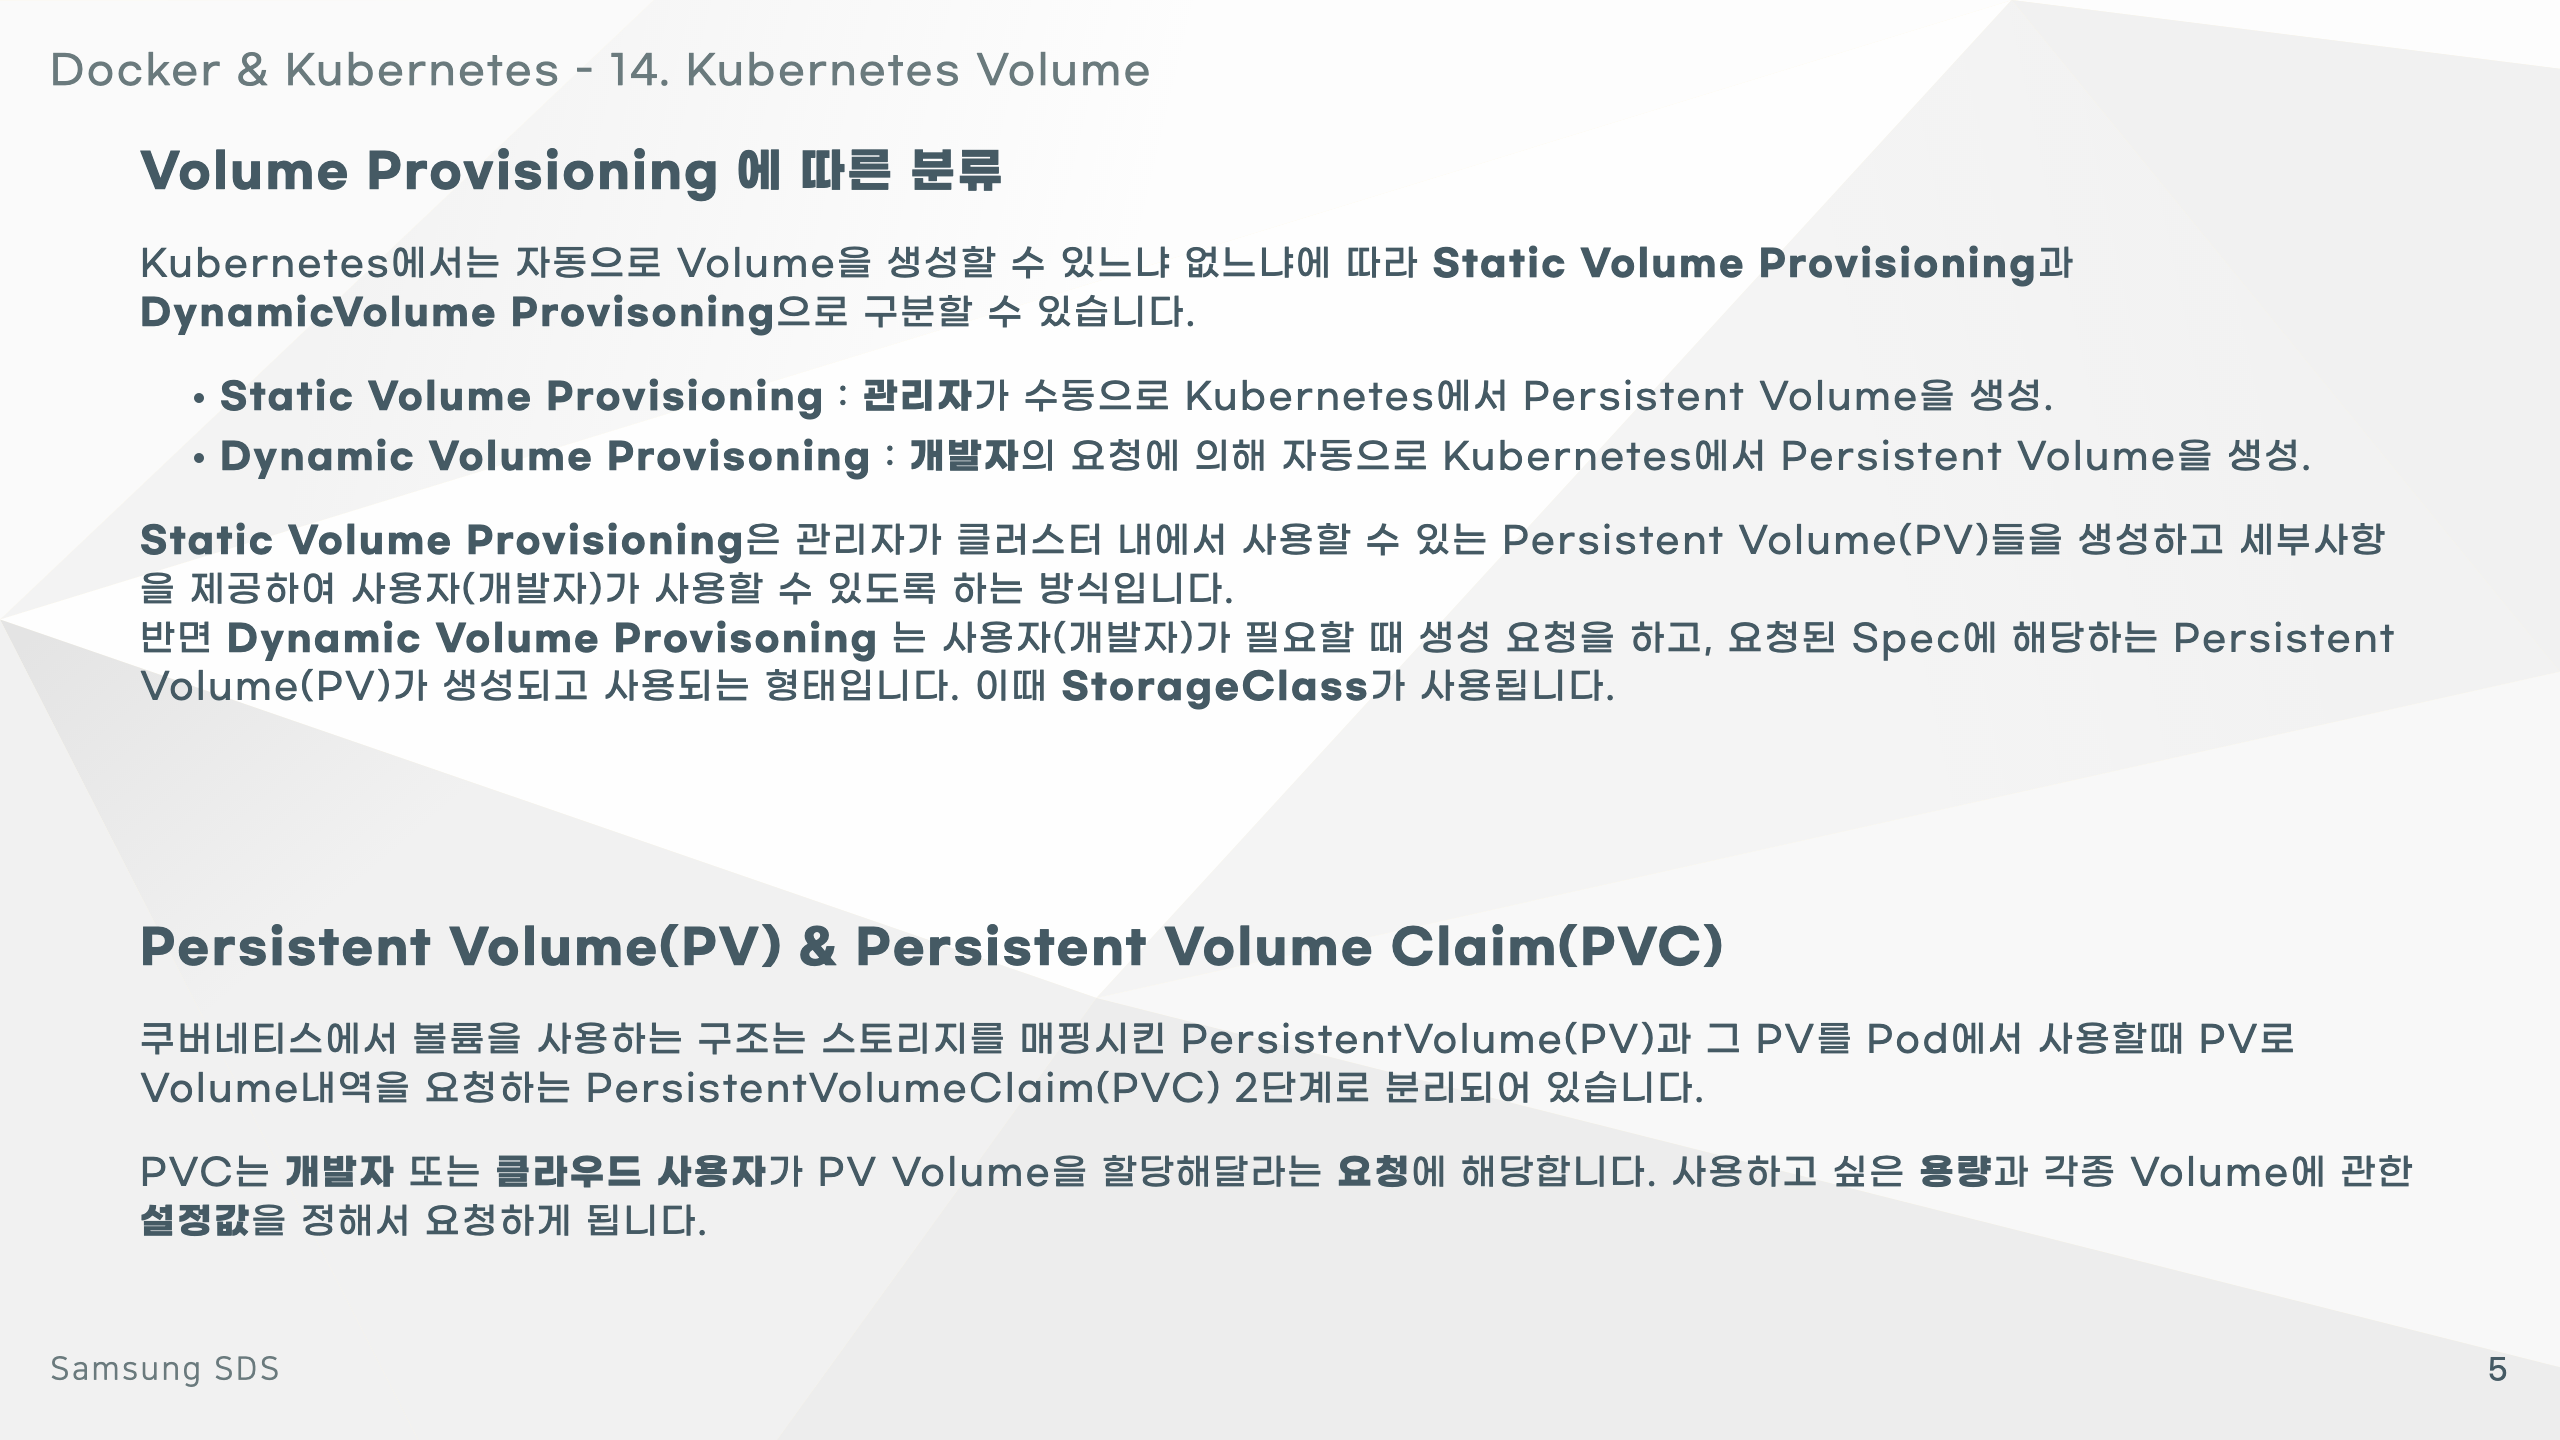 Docker & Kubernetes - 14. Kubernetes Volume
Volume Provisioning 에 따른 분류
Kubernetes에서는 자동으로 Volume을 생성할 수 있느냐 없느냐에 따라 Static Volume Provisioning과
DynamicVolume Provisoning으로 구분할 수 있습니다.
• Static Volume Provisioning : 관리자가 수동으로 Kubernetes에서 Persistent Volume을 생성.
• Dynamic Volume Provisoning : 개발자의 요청에 의해 자동으로 Kubernetes에서 Persistent Volume을 생성.
Static Volume Provisioning은 관리자가 클러스터 내에서 사용할 수 있는 Persistent Volume(PV)들을 생성하고 세부사항
을 제공하여 사용자(개발자)가 사용할 수 있도록 하는 방식입니다.
반면 Dynamic Volume Provisoning 는 사용자(개발자)가 필요할 때 생성 요청을 하고, 요청된 Spec에 해당하는 Persistent
Volume(PV)가 생성되고 사용되는 형태입니다. 이때 StorageClass가 사용됩니다.
Persistent Volume(PV) & Persistent Volume Claim(PVC)
쿠버네티스에서 볼륨을 사용하는 구조는 스토리지를 매핑시킨 PersistentVolume(PV)과 그 PV를 Pod에서 사용할때 PV로
Volume내역을 요청하는 PersistentVolumeClaim(PVC) 2단계로 분리되어 있습니다.
PVC는 개발자 또는 클라우드 사용자가 PV Volume을 할당해달라는 요청에 해당합니다. 사용하고 싶은 용량과 각종 Volume에 관한
설정값을 정해서 요청하게 됩니다.
Samsung SDS
5